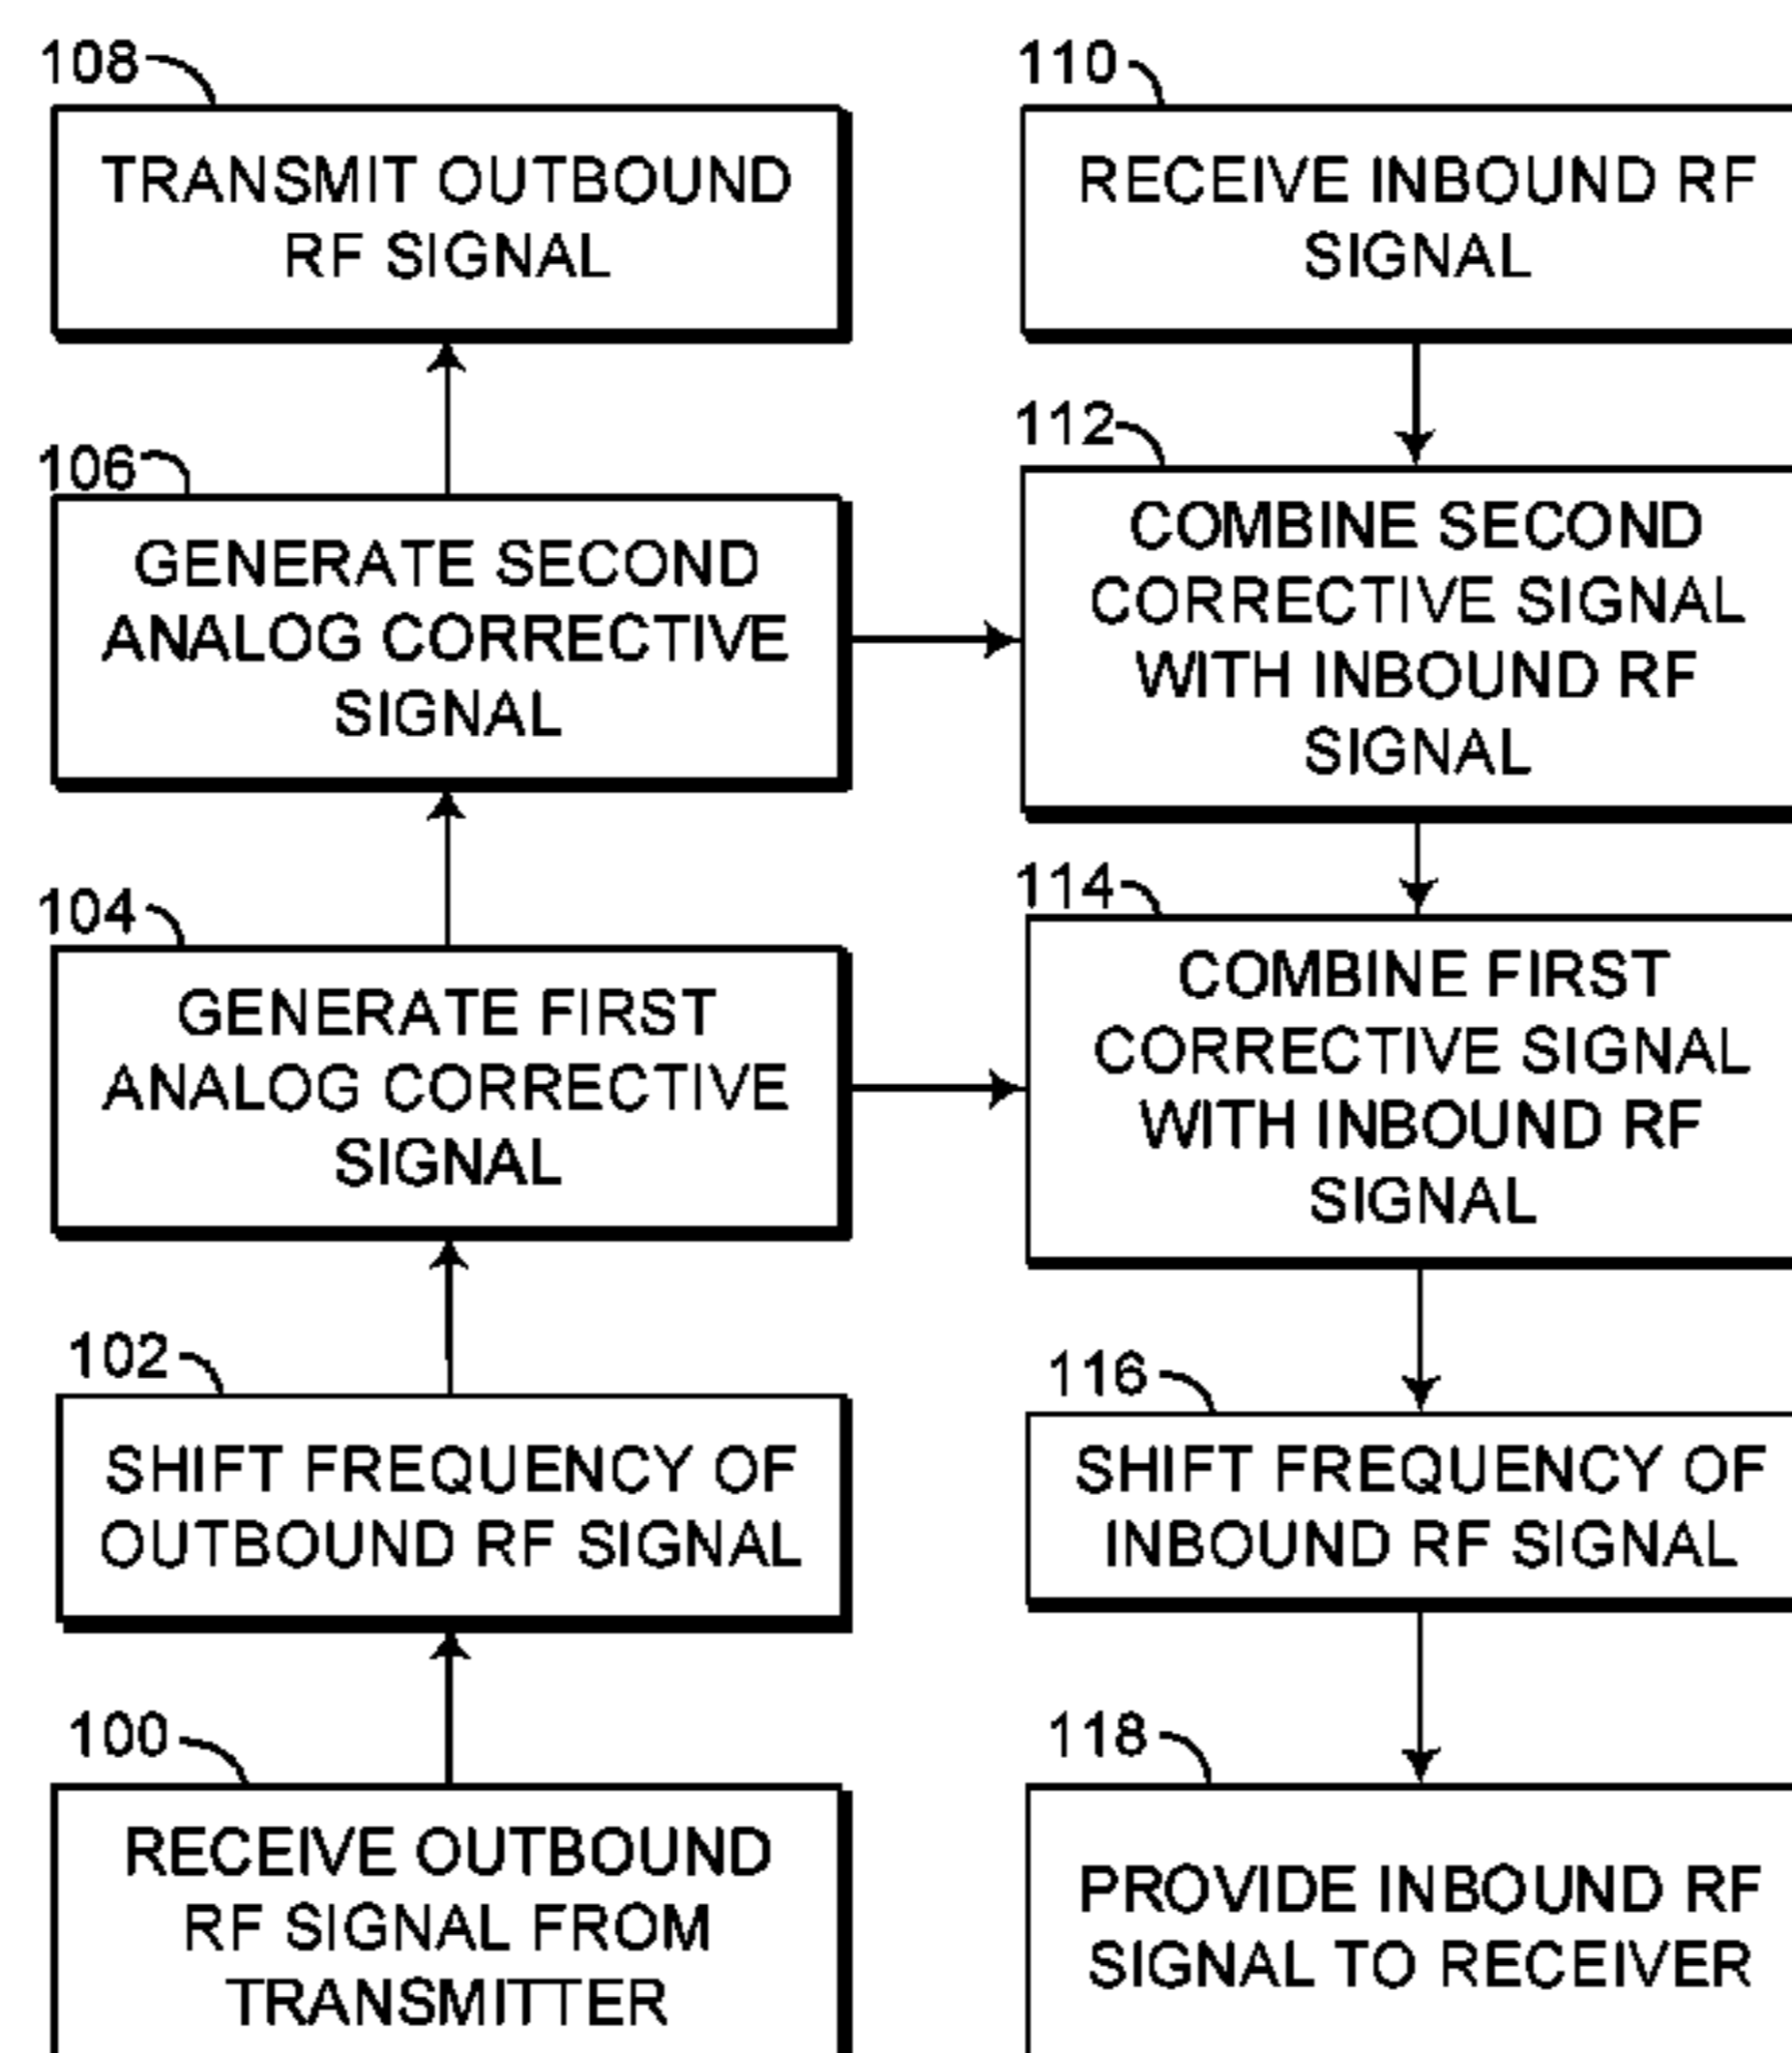 108
TRANSMIT OUTBOUND
RF SIGNAL
106
GENERATE SECOND
ANALOG CORRECTIVE
SIGNAL
104
GENERATE FIRST
ANALOG CORRECTIVE
SIGNAL
102
SHIFT FREQUENCY OF
OUTBOUND RF SIGNAL
100
RECEIVE OUTBOUND
RF SIGNAL FROM
TRANSMITTER
110
RECEIVE INBOUND RF
SIGNAL
112
COMBINE SECOND
CORRECTIVE SIGNAL
WITH INBOUND RF
SIGNAL
114
COMBINE FIRST
CORRECTIVE SIGNAL
WITH INBOUND RF
SIGNAL
116
SHIFT FREQUENCY OF
INBOUND RF SIGNAL
118
PROVIDE INBOUND RF
SIGNAL TO RECEIVER